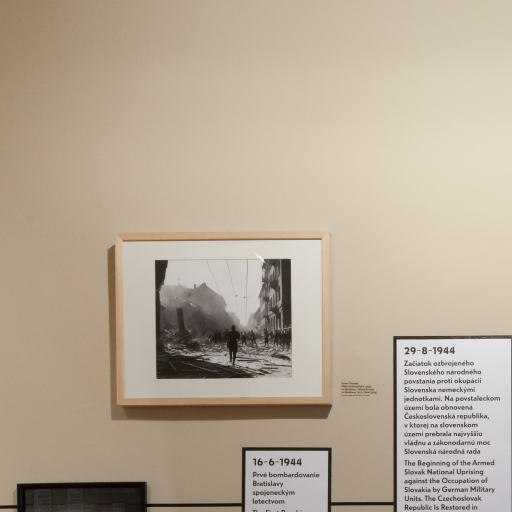 29-8-1944
Začiatok ozbrojeného
Slovenského národného
povstania proti okupácii
Slovenska nemeckými
jednotkami. Na povstaleckom
území bola obnovená
Československá republika,
v ktorej na slovenskom
území prebrala najvyššiu
vládnu a zákonodarnú moc
Slovenská národná rada
The Beginning of the Armed
Slovak National Uprising
against the Occupation of
Slovakia by German Military
Units. The Czechoslovak
Republic Is Restored in
16-6-1944
Prvé bombardovanie
Bratislavy
spojeneckým
letectvom